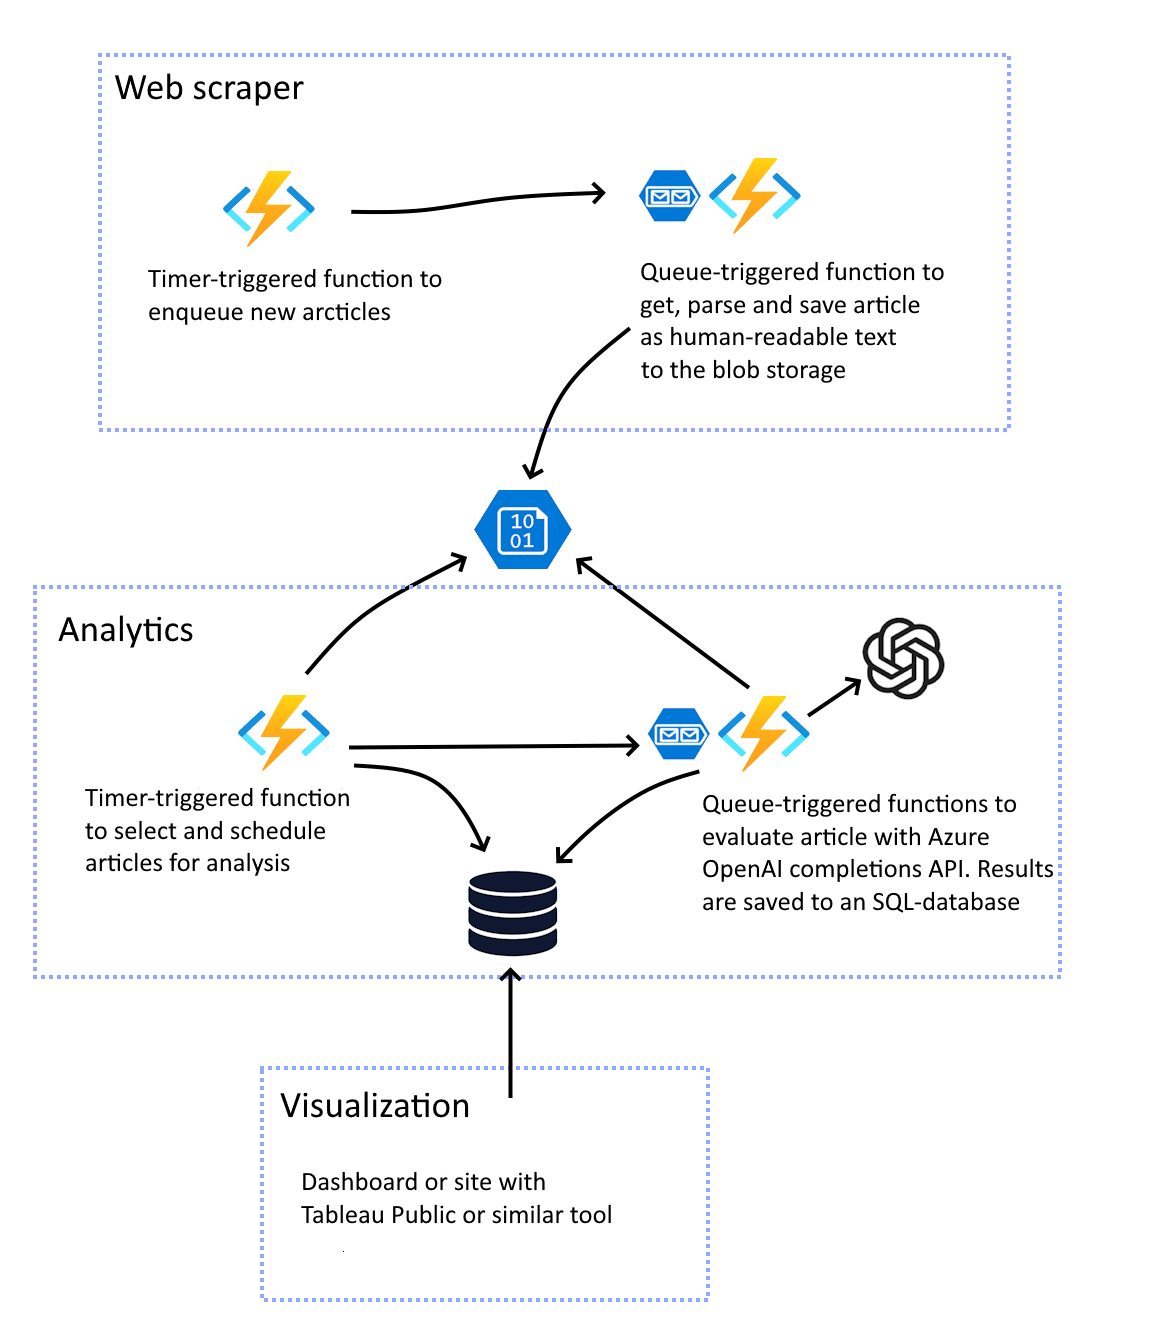 Web scraper
Timer-triggered function to
enqueue new arcticles
Queue-triggered function to
get, parse and save article
as human-readable text
to the blob storage
10
01
Analytics
Timer-triggered function
to select and schedule
articles for analysis
Queue-triggered functions to
evaluate article with Azure
OpenAI completions API. Results
are saved to an SQL-database
Visualization
Dashboard or site with
Tableau Public or similar tool